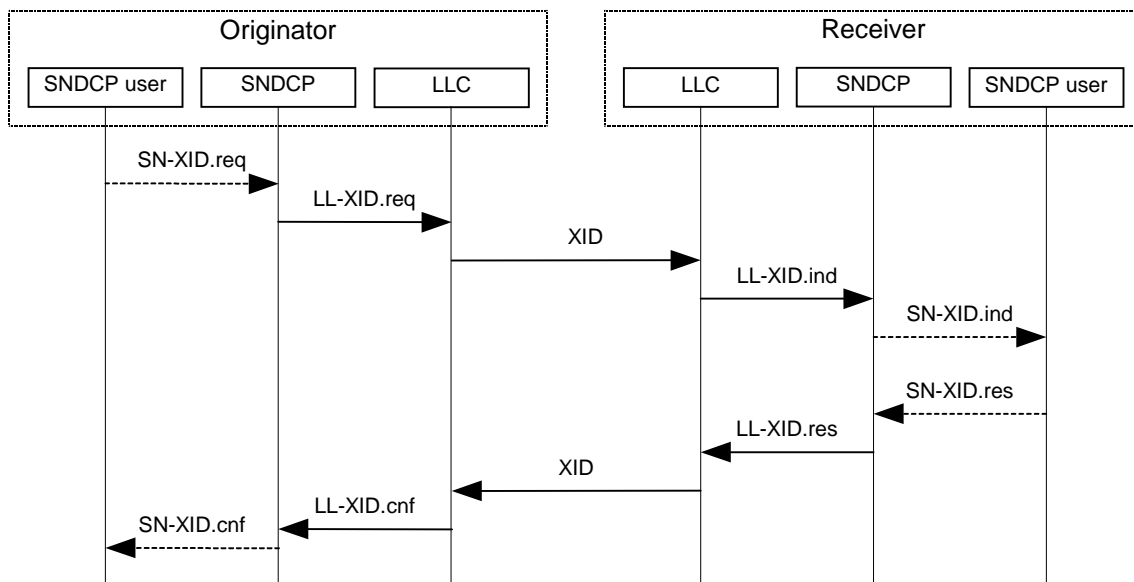 Originator
Receiver
SNDCP user
SNDCP
LLC
LLC
SNDCP
SNDCP user
SN-XID.req
LL-XID.req
XID
LL-XID.ind
SN-XID.ind
SN-XID.res
LL-XID.res
XID
LL-XID.cnf
SN-XID.cnf